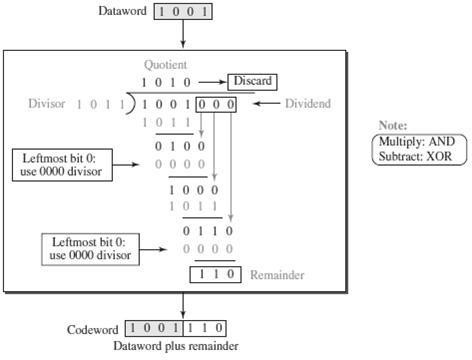 Dataword 1 0 0 1
Quotient
1 0 1 0 Discard
Divisor 1 0 1 1 1 0 0 1 0 0 0 Dividend
1 0 1 1
Note:
Multiply: AND
Subtract: XOR
0 1 0 0
Leftmost bit 0:
use 0000 divisor
0 0 0 0
1 0 0 0
1 0 1 1
0 1 1 0
Leftmost bit 0:
use 0000 divisor
0 0 0 0
1 1 0 Remainder
Codeword 1 0 0 1 1 1 0
Dataword plus remainder